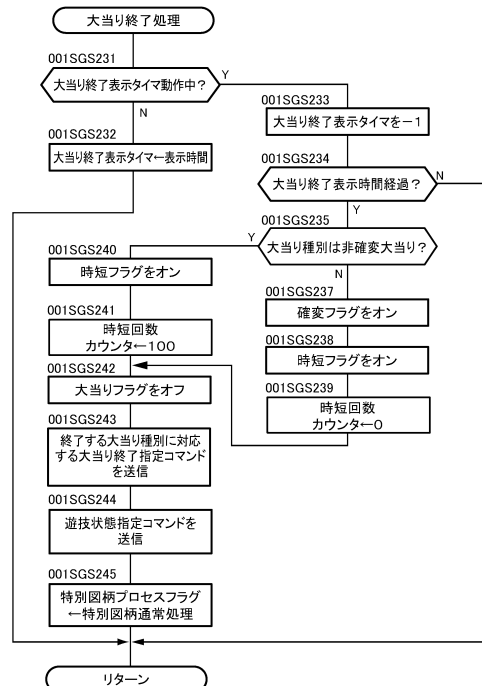 大当り終了処理
001SGS231
大当り終了表示タイマ動作中？
Y
N
001SGS232
大当り終了表示タイマ←表示時間
001SGS233
大当り終了表示タイマを－1
001SGS234
大当り終了表示時間経過？
N
Y
001SGS235
大当り種別は非確変大当り？
Y
N
001SGS237
確変フラグをオン
001SGS238
時短フラグをオン
001SGS239
時短回数
カウンタ←0
001SGS240
時短フラグをオン
001SGS241
時短回数
カウンタ←100
001SGS242
大当りフラグをオフ
001SGS243
終了する大当り種別に対応
する大当り終了指定コマンド
を送信
001SGS244
遊技状態指定コマンドを
送信
001SGS245
特別図柄プロセスフラグ
←特別図柄通常処理
リターン